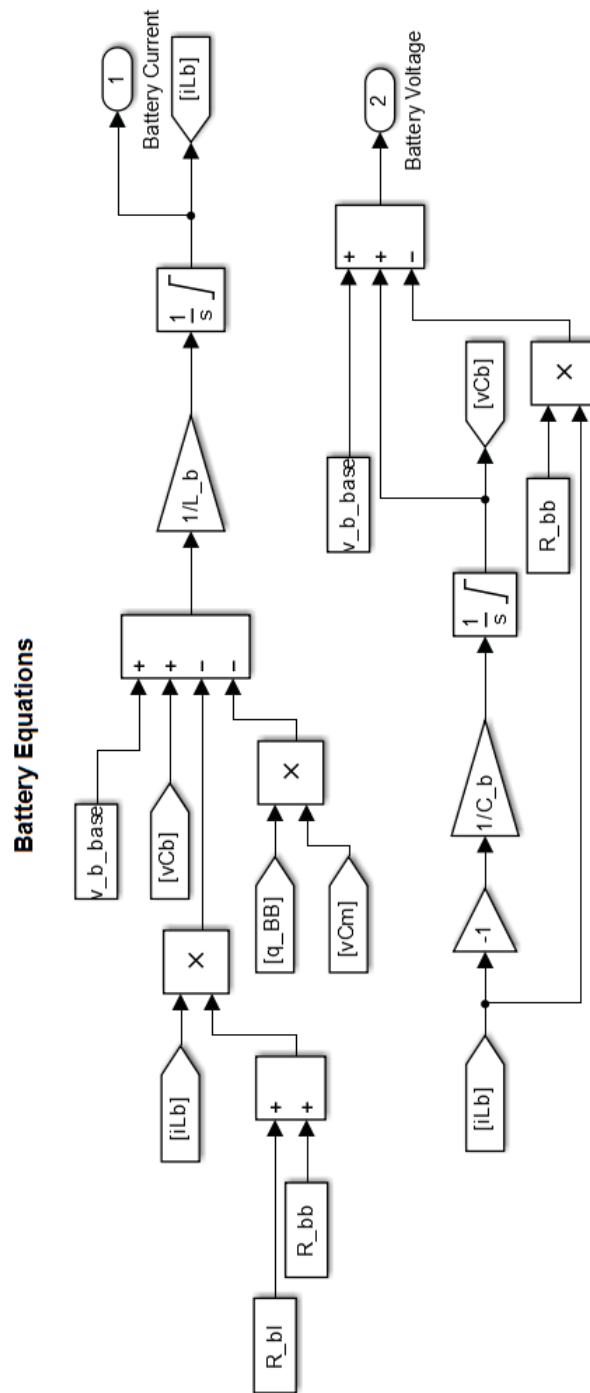 Battery Equations
v_b_base
[vCb]
[iLb]
R_bl
R_bb
+
+
×
[q_BB]
[vCm]
×
+
+
−
−
1/L_b
1
s
1
Battery Current
[iLb]
[iLb]
-1
1/C_b
1
s
[vCb]
v_b_base
R_bb
×
+
+
−
2
Battery Voltage